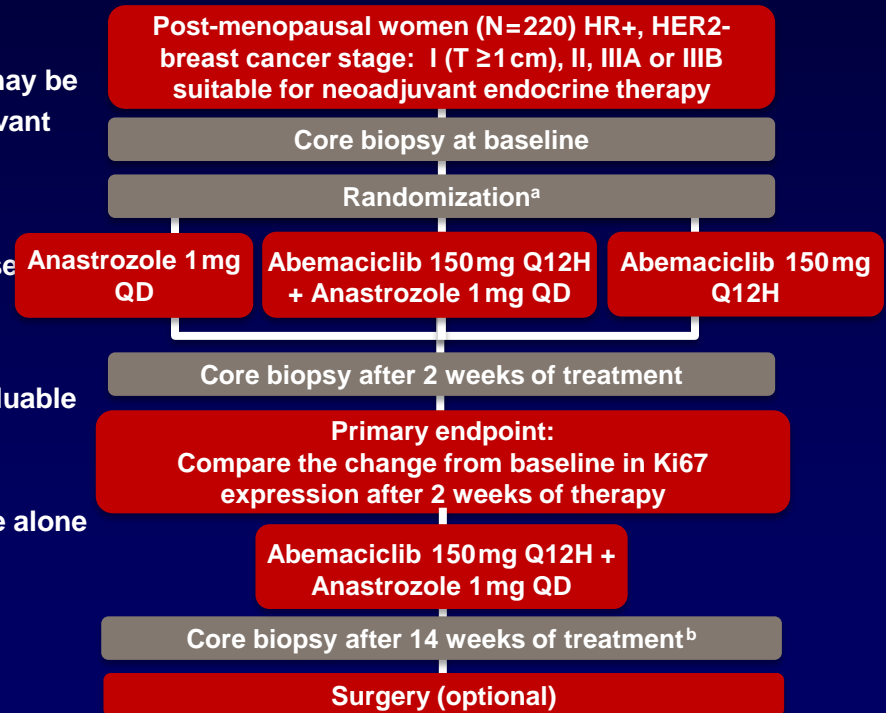 Post-menopausal women (N=220) HR+, HER2-
breast cancer stage: I (T ≥1cm), II, IIIA or IIIB
suitable for neoadjuvant endocrine therapy
may be
vant
Core biopsy at baseline
Randomizationᵃ
se
Anastrozole 1mg
QD
Abemaciclib 150mg Q12H
+ Anastrozole 1mg QD
Abemaciclib 150mg
Q12H
Core biopsy after 2 weeks of treatment
luable
Primary endpoint:
Compare the change from baseline in Ki67
expression after 2 weeks of therapy
e alone
Abemaciclib 150mg Q12H +
Anastrozole 1mg QD
Core biopsy after 14 weeks of treatmentᵇ
Surgery (optional)